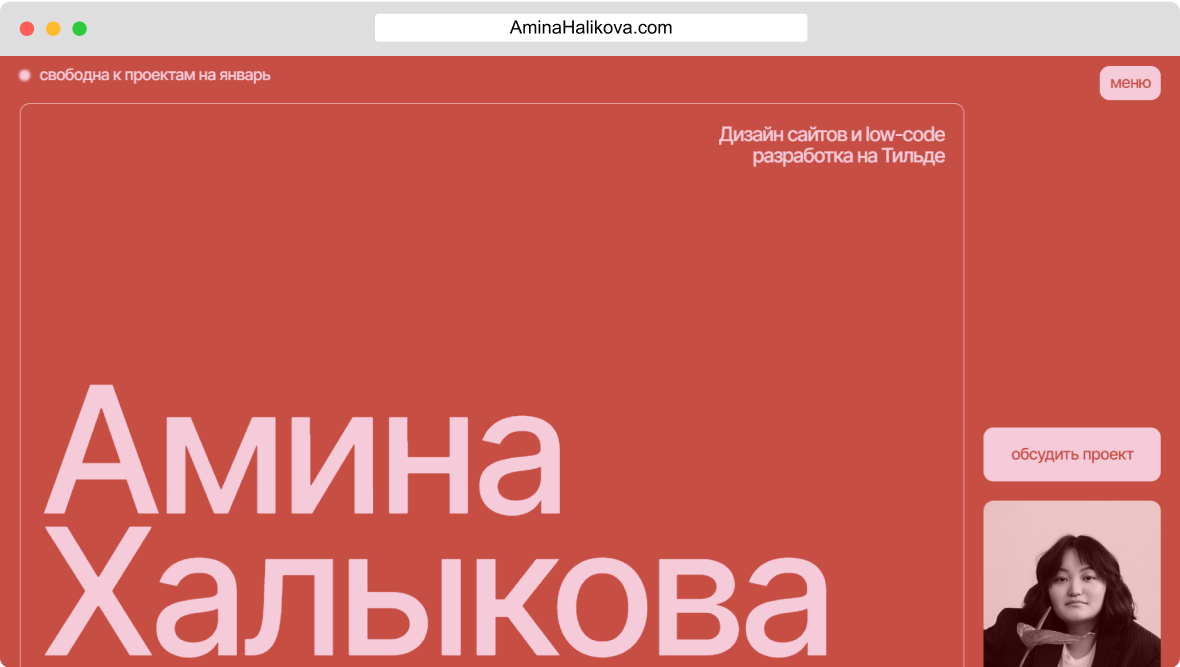 AminaHalikova.com
свободна к проектам на январь
меню
Дизайн сайтов и low-code
разработка на Тильде
Амина
Халыкова
обсудить проект